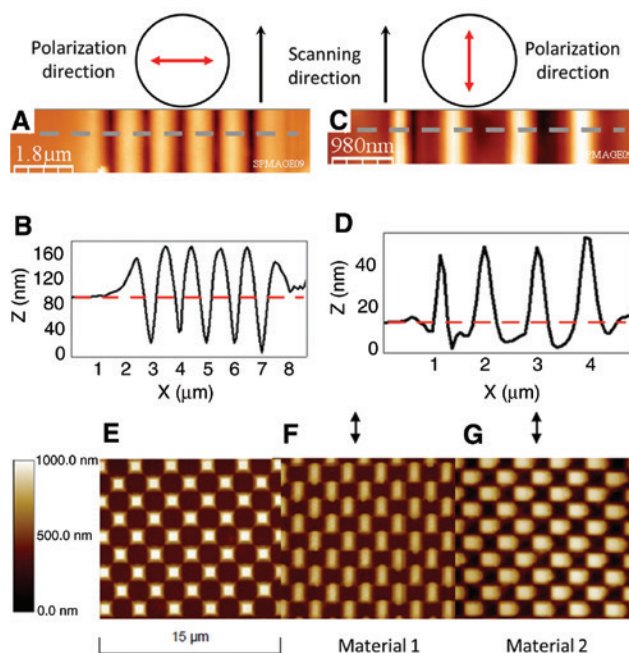 Polarization direction
Scanning direction
Polarization direction
A
1.8μm
SPMAGE09
C
980nm
B
160
120
80
40
0
Z (nm)
1 2 3 4 5 6 7 8
X (μm)
D
40
20
0
Z (nm)
1 2 3 4
X (μm)
E
F
G
1000.0 nm
500.0 nm
0.0 nm
15 μm
Material 1
Material 2